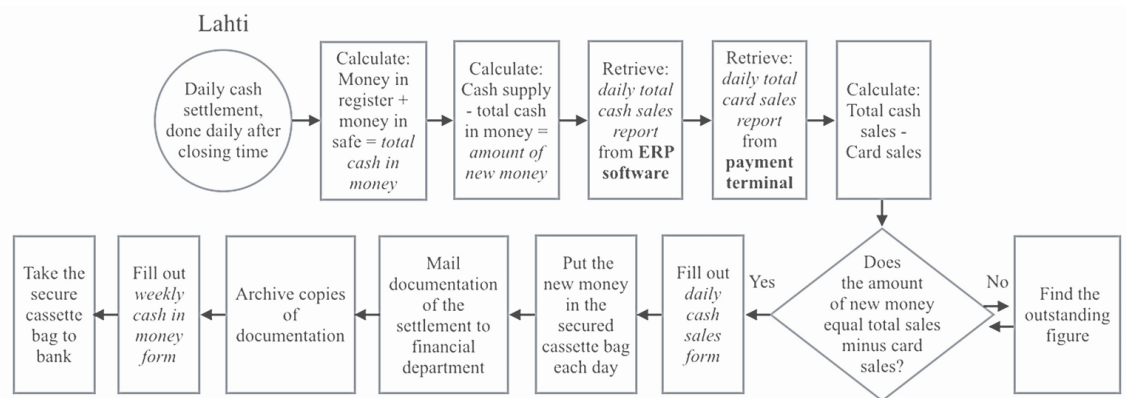 Lahti
Daily cash
settlement,
done daily after
closing time
Calculate:
Money in
register +
money in
safe = total
cash in
money
Calculate:
Cash supply
- total cash
in money =
amount of
new money
Retrieve:
daily total
cash sales
report
from ERP
software
Retrieve:
daily total
card sales
report
from
payment
terminal
Calculate:
Total cash
sales -
Card sales
Does
the amount
of new money
equal total sales
minus card
sales?
No
Find the
outstanding
figure
Yes
Fill out
daily
cash
sales
form
Put the
new money
in the
secured
cassette bag
each day
Mail
documentation
of the
settlement to
financial
department
Archive copies
of
documentation
Fill out
weekly
cash in
money
form
Take the
secure
cassette
bag to
bank